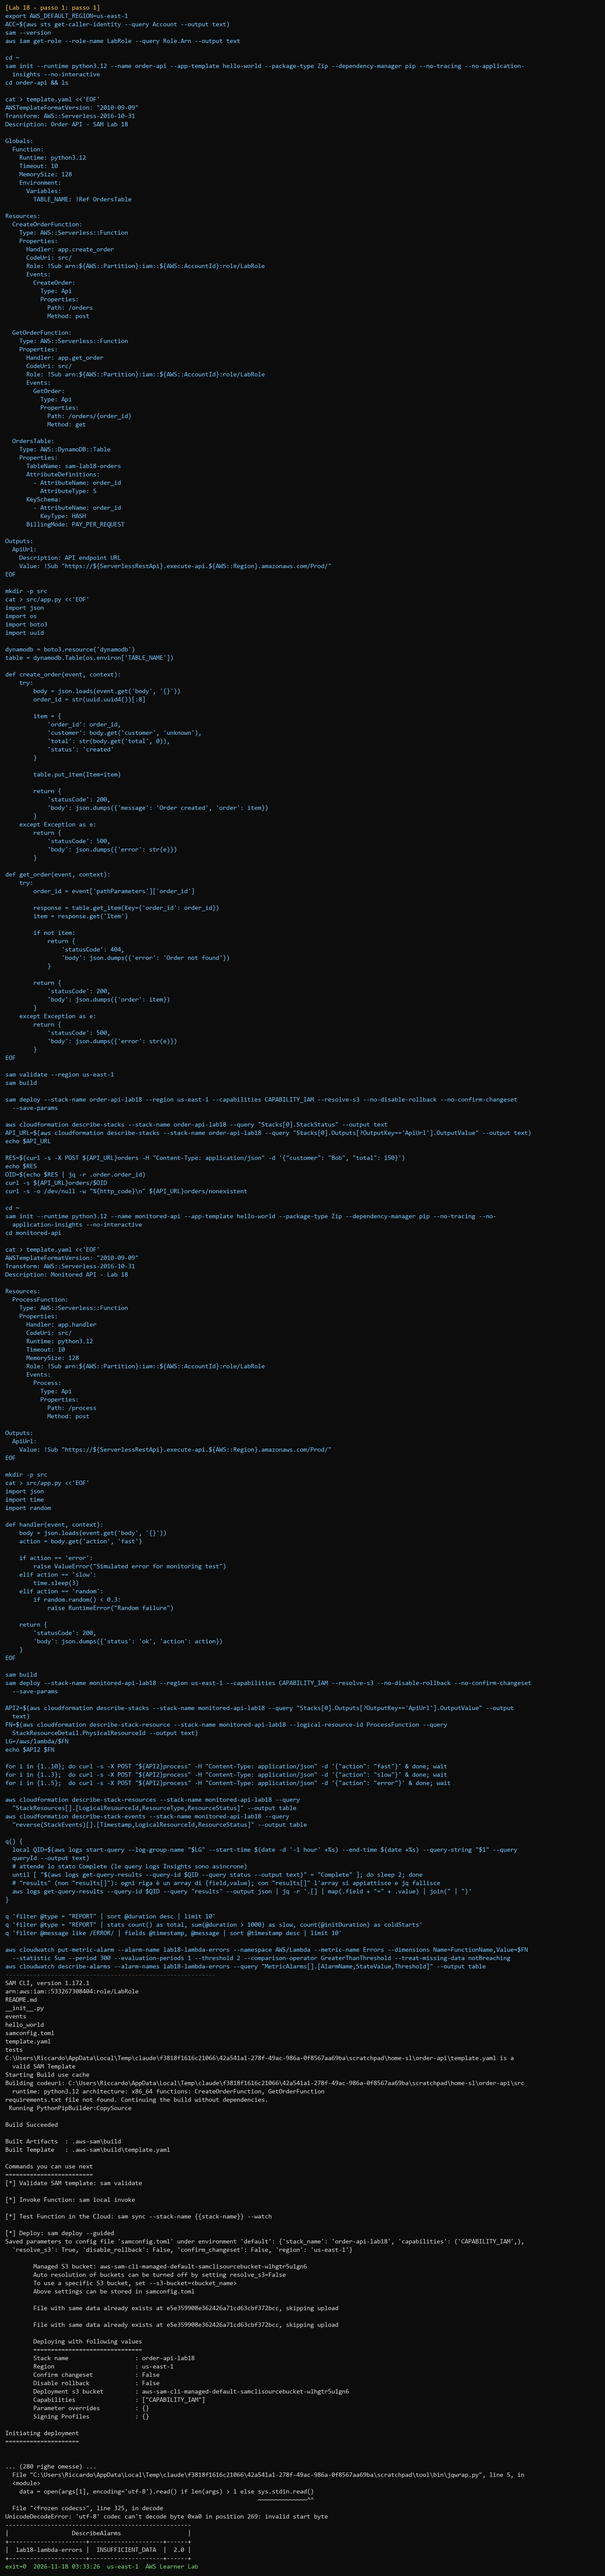 [Lab 18 - passo 1: passo 1]
export AWS_DEFAULT_REGION=us-east-1
ACC=$(aws sts get-caller-identity --query Account --output text)
sam --version
aws iam get-role --role-name LabRole --query Role.Arn --output text

cd ~
sam init --runtime python3.12 --name order-api --app-template hello-world --package-type Zip --dependency-manager pip --no-tracing --no-application-
  insights --no-interactive
cd order-api && ls

cat > template.yaml <<'EOF'
AWSTemplateFormatVersion: "2010-09-09"
Transform: AWS::Serverless-2016-10-31
Description: Order API - SAM Lab 18

Globals:
  Function:
    Runtime: python3.12
    Timeout: 10
    MemorySize: 128
    Environment:
      Variables:
        TABLE_NAME: !Ref OrdersTable

Resources:
  CreateOrderFunction:
    Type: AWS::Serverless::Function
    Properties:
      Handler: app.create_order
      CodeUri: src/
      Role: !Sub arn:${AWS::Partition}:iam::${AWS::AccountId}:role/LabRole
      Events:
        CreateOrder:
          Type: Api
          Properties:
            Path: /orders
            Method: post

  GetOrderFunction:
    Type: AWS::Serverless::Function
    Properties:
      Handler: app.get_order
      CodeUri: src/
      Role: !Sub arn:${AWS::Partition}:iam::${AWS::AccountId}:role/LabRole
      Events:
        GetOrder:
          Type: Api
          Properties:
            Path: /orders/{order_id}
            Method: get

  OrdersTable:
    Type: AWS::DynamoDB::Table
    Properties:
      TableName: sam-lab18-orders
      AttributeDefinitions:
        - AttributeName: order_id
          AttributeType: S
      KeySchema:
        - AttributeName: order_id
          KeyType: HASH
      BillingMode: PAY_PER_REQUEST

Outputs:
  ApiUrl:
    Description: API endpoint URL
    Value: !Sub "https://${ServerlessRestApi}.execute-api.${AWS::Region}.amazonaws.com/Prod/"
EOF

mkdir -p src
cat > src/app.py <<'EOF'
import json
import os
import boto3
import uuid

dynamodb = boto3.resource('dynamodb')
table = dynamodb.Table(os.environ['TABLE_NAME'])

def create_order(event, context):
    try:
        body = json.loads(event.get('body', '{}'))
        order_id = str(uuid.uuid4())[:8]

        item = {
            'order_id': order_id,
            'customer': body.get('customer', 'unknown'),
            'total': str(body.get('total', 0)),
            'status': 'created'
        }

        table.put_item(Item=item)

        return {
            'statusCode': 200,
            'body': json.dumps({'message': 'Order created', 'order': item})
        }
    except Exception as e:
        return {
            'statusCode': 500,
            'body': json.dumps({'error': str(e)})
        }

def get_order(event, context):
    try:
        order_id = event['pathParameters']['order_id']

        response = table.get_item(Key={'order_id': order_id})
        item = response.get('Item')

        if not item:
            return {
                'statusCode': 404,
                'body': json.dumps({'error': 'Order not found'})
            }

        return {
            'statusCode': 200,
            'body': json.dumps({'order': item})
        }
    except Exception as e:
        return {
            'statusCode': 500,
            'body': json.dumps({'error': str(e)})
        }
EOF

sam validate --region us-east-1
sam build

sam deploy --stack-name order-api-lab18 --region us-east-1 --capabilities CAPABILITY_IAM --resolve-s3 --no-disable-rollback --no-confirm-changeset
  --save-params

aws cloudformation describe-stacks --stack-name order-api-lab18 --query "Stacks[0].StackStatus" --output text
API_URL=$(aws cloudformation describe-stacks --stack-name order-api-lab18 --query "Stacks[0].Outputs[?OutputKey=='ApiUrl'].OutputValue" --output text)
echo $API_URL

RES=$(curl -s -X POST ${API_URL}orders -H "Content-Type: application/json" -d '{"customer": "Bob", "total": 150}')
echo $RES
OID=$(echo $RES | jq -r .order.order_id)
curl -s ${API_URL}orders/$OID
curl -s -o /dev/null -w "%{http_code}\n" ${API_URL}orders/nonexistent

cd ~
sam init --runtime python3.12 --name monitored-api --app-template hello-world --package-type Zip --dependency-manager pip --no-tracing --no-
  application-insights --no-interactive
cd monitored-api

cat > template.yaml <<'EOF'
AWSTemplateFormatVersion: "2010-09-09"
Transform: AWS::Serverless-2016-10-31
Description: Monitored API - Lab 18

Resources:
  ProcessFunction:
    Type: AWS::Serverless::Function
    Properties:
      Handler: app.handler
      CodeUri: src/
      Runtime: python3.12
      Timeout: 10
      MemorySize: 128
      Role: !Sub arn:${AWS::Partition}:iam::${AWS::AccountId}:role/LabRole
      Events:
        Process:
          Type: Api
          Properties:
            Path: /process
            Method: post

Outputs:
  ApiUrl:
    Value: !Sub "https://${ServerlessRestApi}.execute-api.${AWS::Region}.amazonaws.com/Prod/"
EOF

mkdir -p src
cat > src/app.py <<'EOF'
import json
import time
import random

def handler(event, context):
    body = json.loads(event.get('body', '{}'))
    action = body.get('action', 'fast')

    if action == 'error':
        raise ValueError("Simulated error for monitoring test")
    elif action == 'slow':
        time.sleep(3)
    elif action == 'random':
        if random.random() < 0.3:
            raise RuntimeError("Random failure")

    return {
        'statusCode': 200,
        'body': json.dumps({'status': 'ok', 'action': action})
    }
EOF

sam build
sam deploy --stack-name monitored-api-lab18 --region us-east-1 --capabilities CAPABILITY_IAM --resolve-s3 --no-disable-rollback --no-confirm-changeset
  --save-params

API2=$(aws cloudformation describe-stacks --stack-name monitored-api-lab18 --query "Stacks[0].Outputs[?OutputKey=='ApiUrl'].OutputValue" --output
  text)
FN=$(aws cloudformation describe-stack-resource --stack-name monitored-api-lab18 --logical-resource-id ProcessFunction --query
  StackResourceDetail.PhysicalResourceId --output text)
LG=/aws/lambda/$FN
echo $API2 $FN

for i in {1..10}; do curl -s -X POST "${API2}process" -H "Content-Type: application/json" -d '{"action": "fast"}' & done; wait
for i in {1..3};  do curl -s -X POST "${API2}process" -H "Content-Type: application/json" -d '{"action": "slow"}' & done; wait
for i in {1..5};  do curl -s -X POST "${API2}process" -H "Content-Type: application/json" -d '{"action": "error"}' & done; wait

aws cloudformation describe-stack-resources --stack-name monitored-api-lab18 --query
  "StackResources[].[LogicalResourceId,ResourceType,ResourceStatus]" --output table
aws cloudformation describe-stack-events --stack-name monitored-api-lab18 --query
  "reverse(StackEvents)[].[Timestamp,LogicalResourceId,ResourceStatus]" --output table

q() {
  local QID=$(aws logs start-query --log-group-name "$LG" --start-time $(date -d '-1 hour' +%s) --end-time $(date +%s) --query-string "$1" --query
  queryId --output text)
  # attende lo stato Complete (le query Logs Insights sono asincrone)
  until [ "$(aws logs get-query-results --query-id $QID --query status --output text)" = "Complete" ]; do sleep 2; done
  # "results" (non "results[]"): ogni riga è un array di {field,value}; con "results[]" l'array si appiattisce e jq fallisce
  aws logs get-query-results --query-id $QID --query "results" --output json | jq -r '.[] | map(.field + "=" + .value) | join(" | ")'
}

q 'filter @type = "REPORT" | sort @duration desc | limit 10'
q 'filter @type = "REPORT" | stats count() as total, sum(@duration > 1000) as slow, count(@initDuration) as coldStarts'
q 'filter @message like /ERROR/ | fields @timestamp, @message | sort @timestamp desc | limit 10'

aws cloudwatch put-metric-alarm --alarm-name lab18-lambda-errors --namespace AWS/Lambda --metric-name Errors --dimensions Name=FunctionName,Value=$FN
  --statistic Sum --period 300 --evaluation-periods 1 --threshold 2 --comparison-operator GreaterThanThreshold --treat-missing-data notBreaching
aws cloudwatch describe-alarms --alarm-names lab18-lambda-errors --query "MetricAlarms[].[AlarmName,StateValue,Threshold]" --output table
------------------------------------------------------------
SAM CLI, version 1.172.1
arn:aws:iam::533267308404:role/LabRole
README.md
__init__.py
events
hello_world
samconfig.toml
template.yaml
tests
C:\Users\Riccardo\AppData\Local\Temp\claude\f3818f1616c21066\42a541a1-278f-49ac-986a-0f8567aa69ba\scratchpad\home-sl\order-api\template.yaml is a
  valid SAM Template
Starting Build use cache
Building codeuri: C:\Users\Riccardo\AppData\Local\Temp\claude\f3818f1616c21066\42a541a1-278f-49ac-986a-0f8567aa69ba\scratchpad\home-sl\order-api\src
  runtime: python3.12 architecture: x86_64 functions: CreateOrderFunction, GetOrderFunction
requirements.txt file not found. Continuing the build without dependencies.
 Running PythonPipBuilder:CopySource

Build Succeeded

Built Artifacts  : .aws-sam\build
Built Template   : .aws-sam\build\template.yaml

Commands you can use next
=========================
[*] Validate SAM template: sam validate

[*] Invoke Function: sam local invoke

[*] Test Function in the Cloud: sam sync --stack-name {{stack-name}} --watch

[*] Deploy: sam deploy --guided
Saved parameters to config file 'samconfig.toml' under environment 'default': {'stack_name': 'order-api-lab18', 'capabilities': ('CAPABILITY_IAM',),
  'resolve_s3': True, 'disable_rollback': False, 'confirm_changeset': False, 'region': 'us-east-1'}

        Managed S3 bucket: aws-sam-cli-managed-default-samclisourcebucket-wlhgtr5ulgn6
        Auto resolution of buckets can be turned off by setting resolve_s3=False
        To use a specific S3 bucket, set --s3-bucket=<bucket_name>
        Above settings can be stored in samconfig.toml

        File with same data already exists at e5e359908e362426a71cd63cbf372bcc, skipping upload

        File with same data already exists at e5e359908e362426a71cd63cbf372bcc, skipping upload

        Deploying with following values
        ===============================
        Stack name                   : order-api-lab18
        Region                       : us-east-1
        Confirm changeset            : False
        Disable rollback             : False
        Deployment s3 bucket         : aws-sam-cli-managed-default-samclisourcebucket-wlhgtr5ulgn6
        Capabilities                 : ["CAPABILITY_IAM"]
        Parameter overrides          : {}
        Signing Profiles             : {}

Initiating deployment
=====================


... (280 righe omesse) ...
  File "C:\Users\Riccardo\AppData\Local\Temp\claude\f3818f1616c21066\42a541a1-278f-49ac-986a-0f8567aa69ba\scratchpad\tool\bin\jqwrap.py", line 5, in
  <module>
    data = open(args[1], encoding='utf-8').read() if len(args) > 1 else sys.stdin.read()
                                                                        ~~~~~~~~~~~~~~^^
  File "<frozen codecs>", line 325, in decode
UnicodeDecodeError: 'utf-8' codec can't decode byte 0xa0 in position 269: invalid start byte
-----------------------------------------------------
|                  DescribeAlarms                   |
+----------------------+---------------------+------+
|  lab18-lambda-errors |  INSUFFICIENT_DATA  |  2.0 |
+----------------------+---------------------+------+
exit=0  2026-11-18 03:33:26  us-east-1  AWS Learner Lab